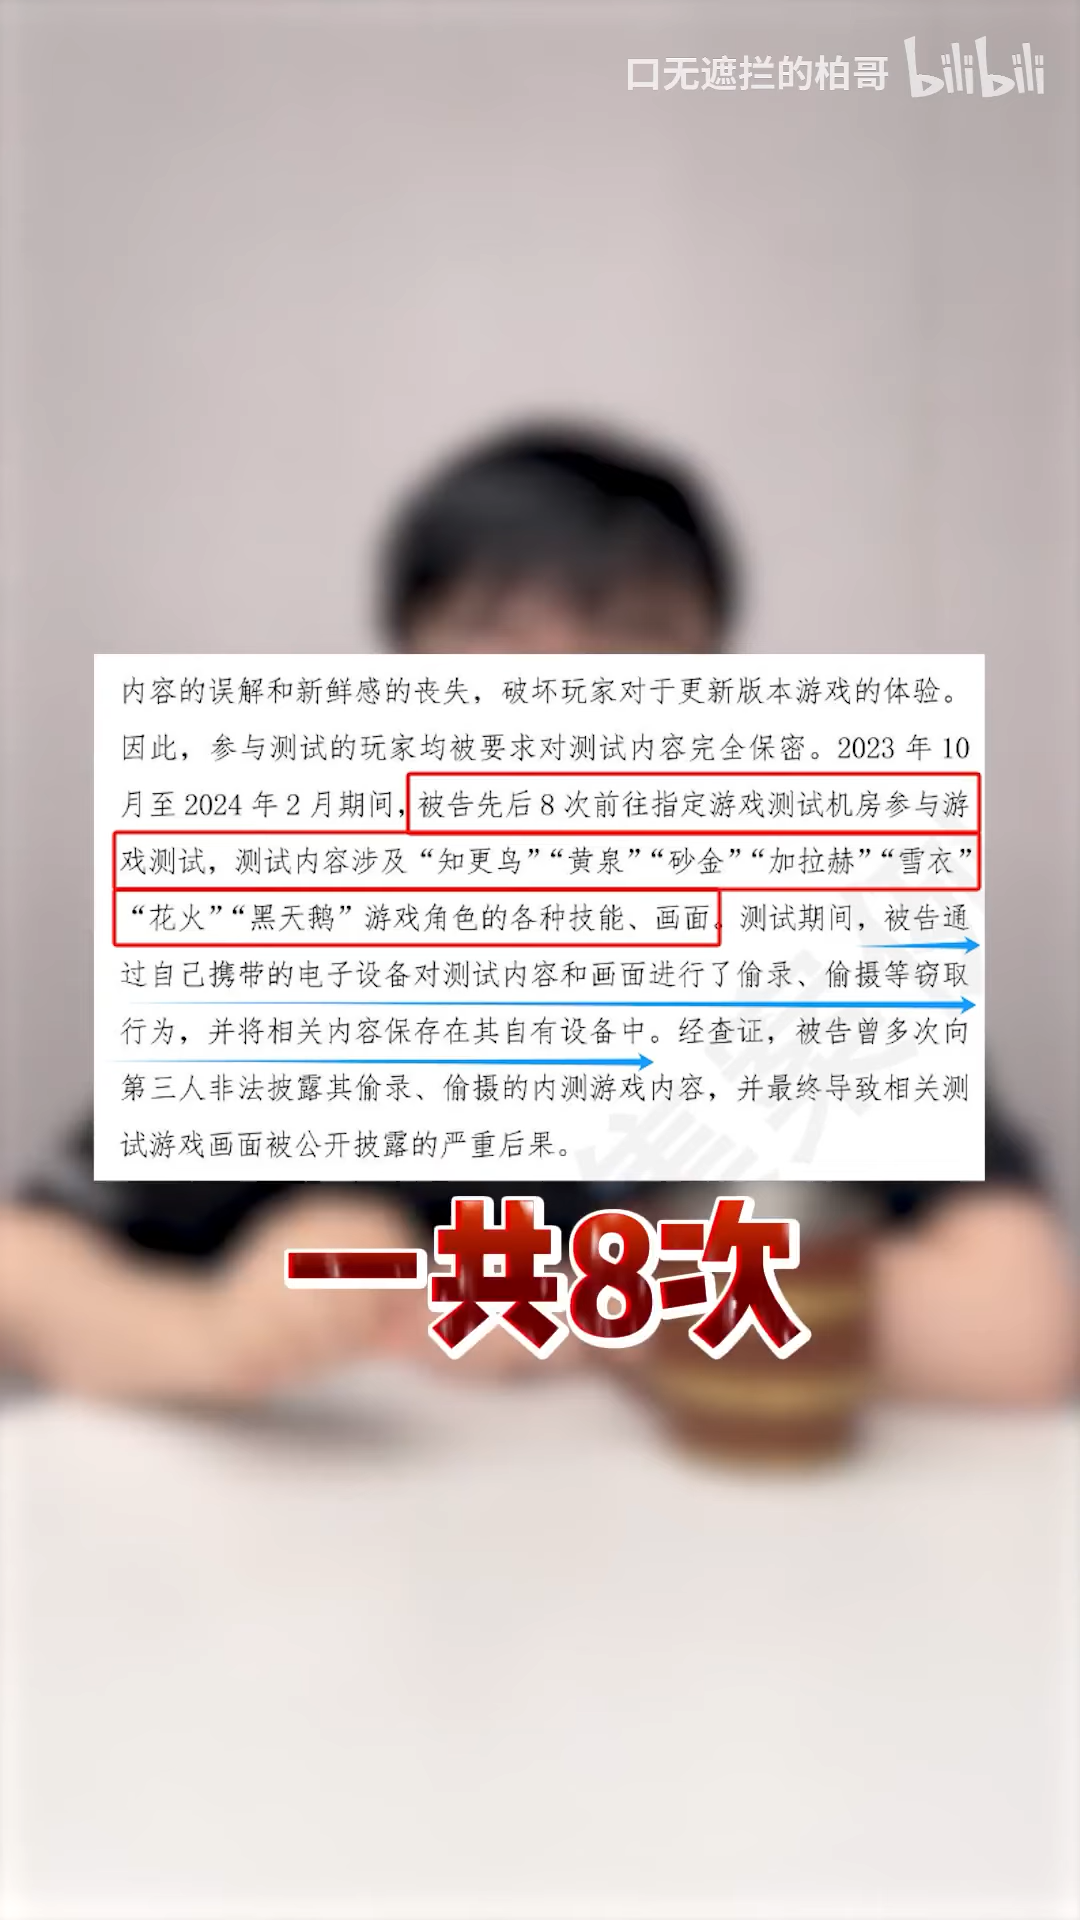 口无遮拦的柏哥 bilibili
内容的误解和新鲜感的丧失，破坏玩家对于更新版本游戏的体验。
因此，参与测试的玩家均被要求对测试内容完全保密。2023 年 10
月至 2024 年 2 月期间，被告先后 8 次前往指定游戏测试机房参与游
戏测试，测试内容涉及“知更鸟”“黄泉”“砂金”“加拉赫”“雪衣”
“花火”“黑天鹅”游戏角色的各种技能、画面。测试期间，被告通
过自己携带的电子设备对测试内容和画面进行了偷录、偷摄等窃取
行为，并将相关内容保存在其自有设备中。经查证，被告曾多次向
第三人非法披露其偷录、偷摄的内测游戏内容，并最终导致相关测
试游戏画面被公开披露的严重后果。
一共8次